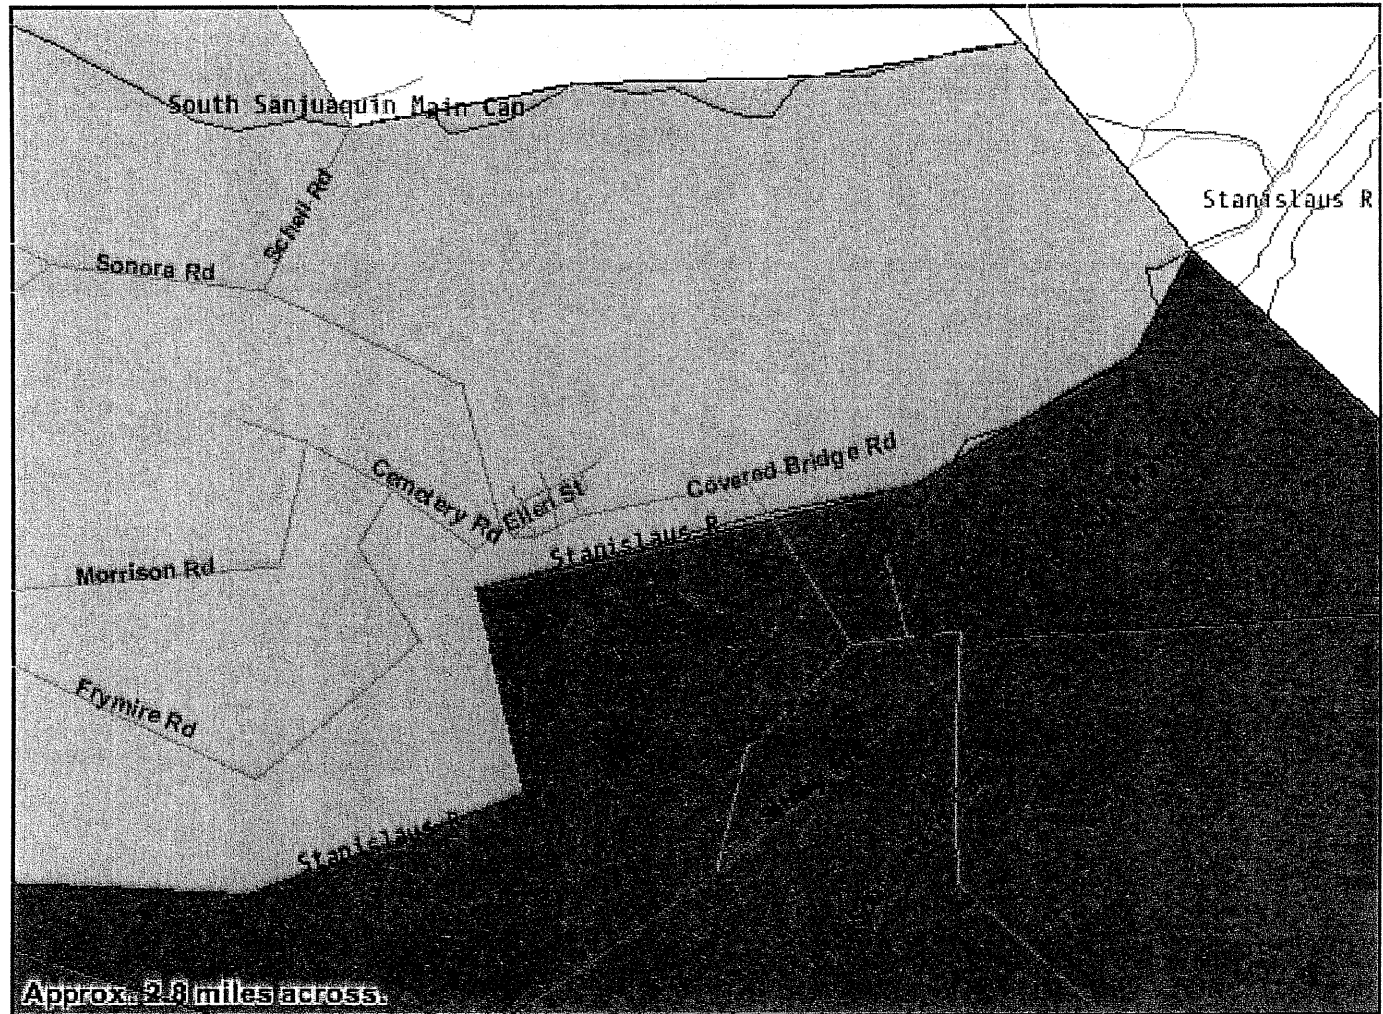 South Sanjuaquin Main Can
Stanislaus R
Schell Rd
Sonora Rd
Covered Bridge Rd
Cemetery Rd
Ellen St
Stanislaus R
Morrison Rd
Frymire Rd
Stanislaus R
Approx. 2.8 miles across.